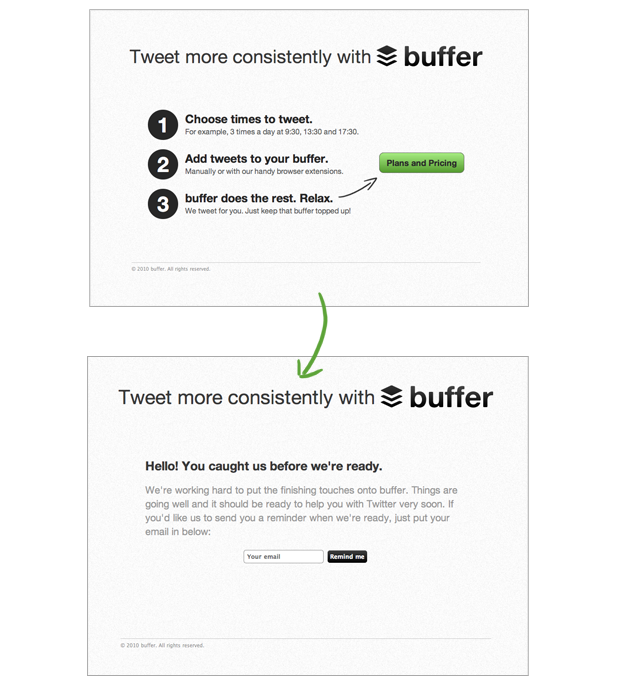 Tweet more consistently with buffer
1 Choose times to tweet.
For example, 3 times a day at 9:30, 13:30 and 17:30.
2 Add tweets to your buffer.
Manually or with our handy browser extensions.
Plans and Pricing
3 buffer does the rest. Relax.
We tweet for you. Just keep that buffer topped up!
© 2010 buffer. All rights reserved.
Tweet more consistently with buffer
Hello! You caught us before we're ready.
We're working hard to put the finishing touches onto buffer. Things are
going well and it should be ready to help you with Twitter very soon. If
you'd like us to send you a reminder when we're ready, just put your
email in below:
Your email Remind me
© 2010 buffer. All rights reserved.